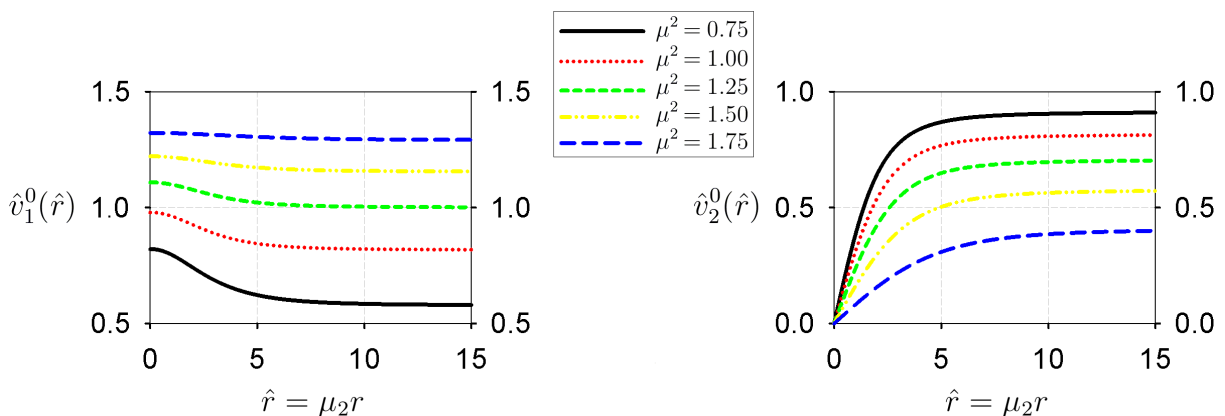 μ² = 0.75
μ² = 1.00
μ² = 1.25
μ² = 1.50
μ² = 1.75
1.5 1.5 1.0 1.0
v̂₁⁰(r̂) 1.0 1.0 v̂₂⁰(r̂) 0.5 0.5
0.5 0.5 0.0 0.0
0 5 10 15 0 5 10 15
r̂ = μ₂r r̂ = μ₂r